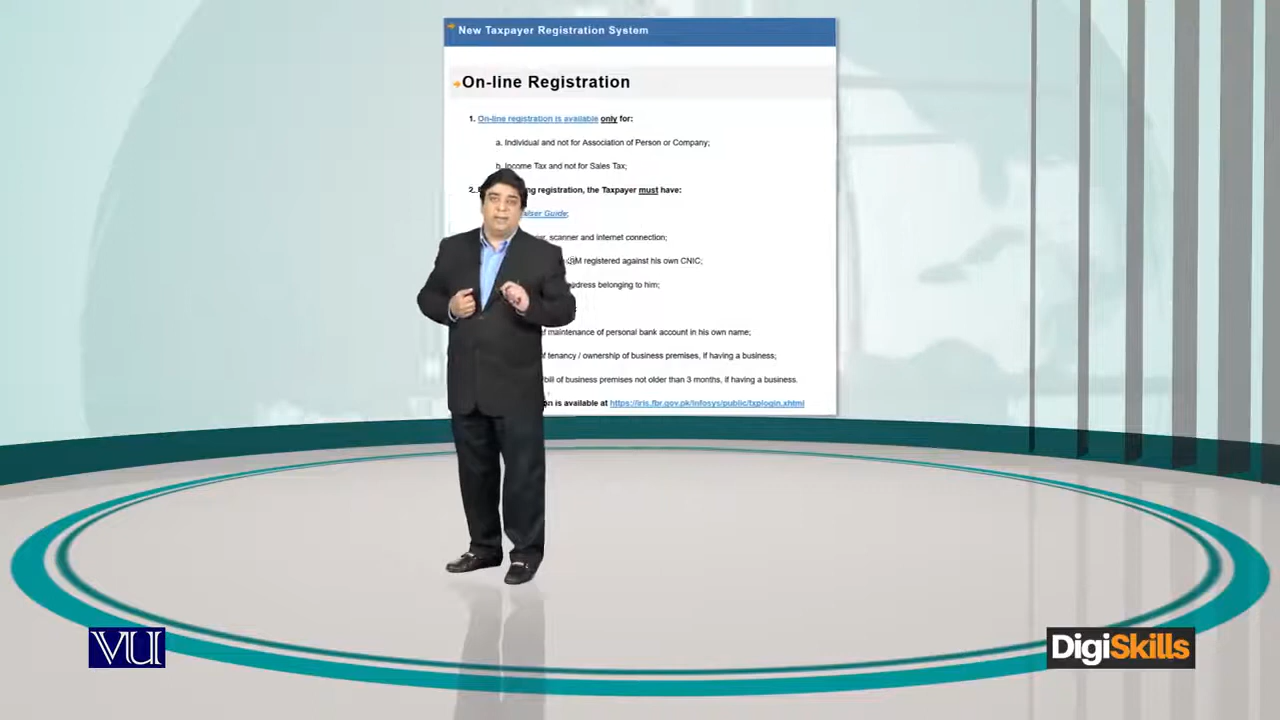 New Taxpayer Registration System
On-line Registration
1. On-line registration is available only for:
a. Individual and not for Association of Person or Company;
b. Income Tax and not for Sales Tax;
2. registration, the Taxpayer must have:
User Guide;
scanner and internet connection;
registered against his own CNIC;
belonging to him;
maintenance of personal bank account in his own name;
tenancy / ownership of business premises, if having a business;
bill of business premises not older than 3 months, if having a business.
is available at https://iris.fbr.gov.pk/infosys/public/txplogin.xhtml
VU
DigiSkills